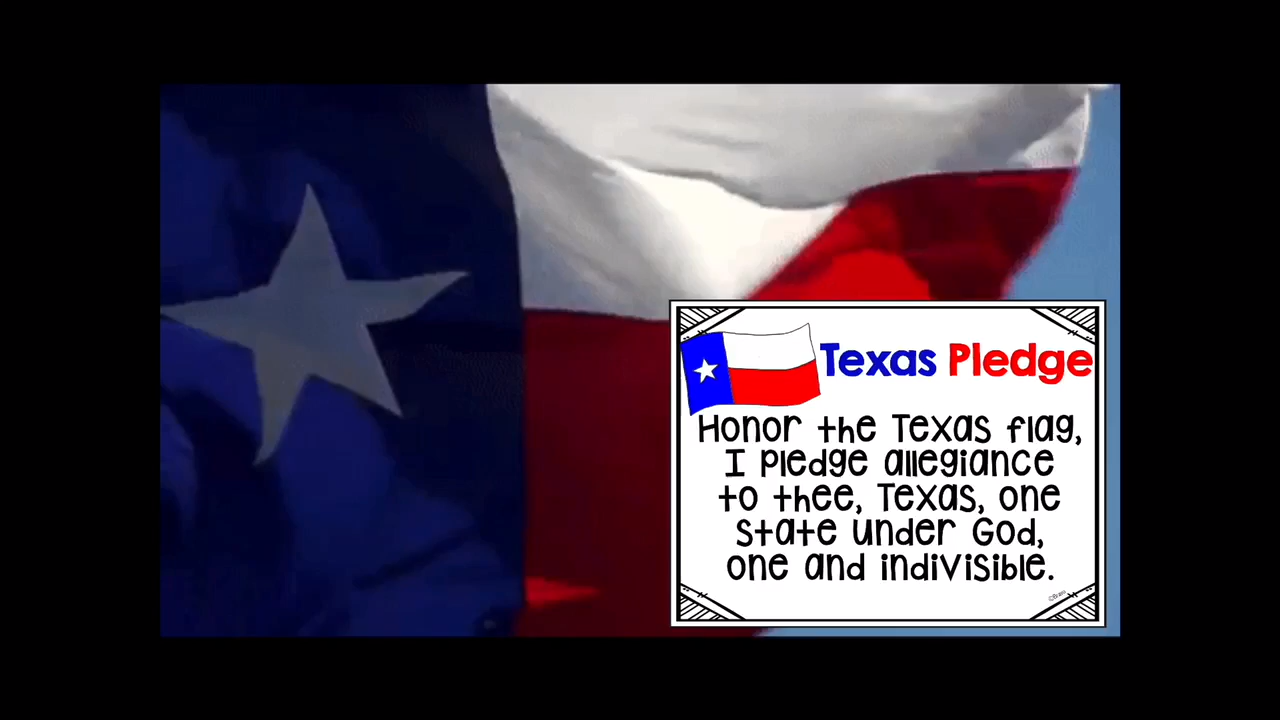 Texas Pledge
Honor the Texas flag,
I pledge allegiance
to thee, Texas, one
state under God,
one and indivisible.